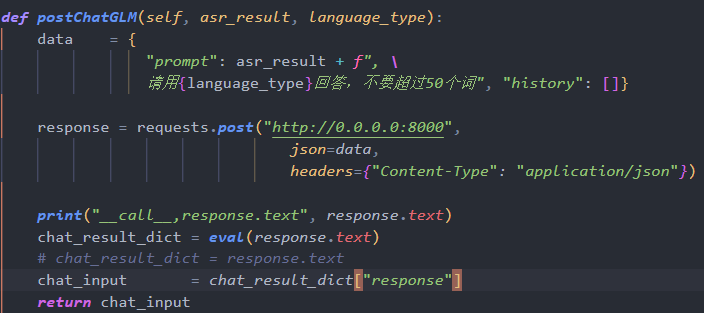 def postChatGLM(self, asr_result, language_type):
data = {
"prompt": asr_result + f", \
请用{language_type}回答，不要超过50个词", "history": []}
response = requests.post("http://0.0.0.0:8000",
json=data,
headers={"Content-Type": "application/json"})
print("__call__,response.text", response.text)
chat_result_dict = eval(response.text)
# chat_result_dict = response.text
chat_input = chat_result_dict["response"]
return chat_input